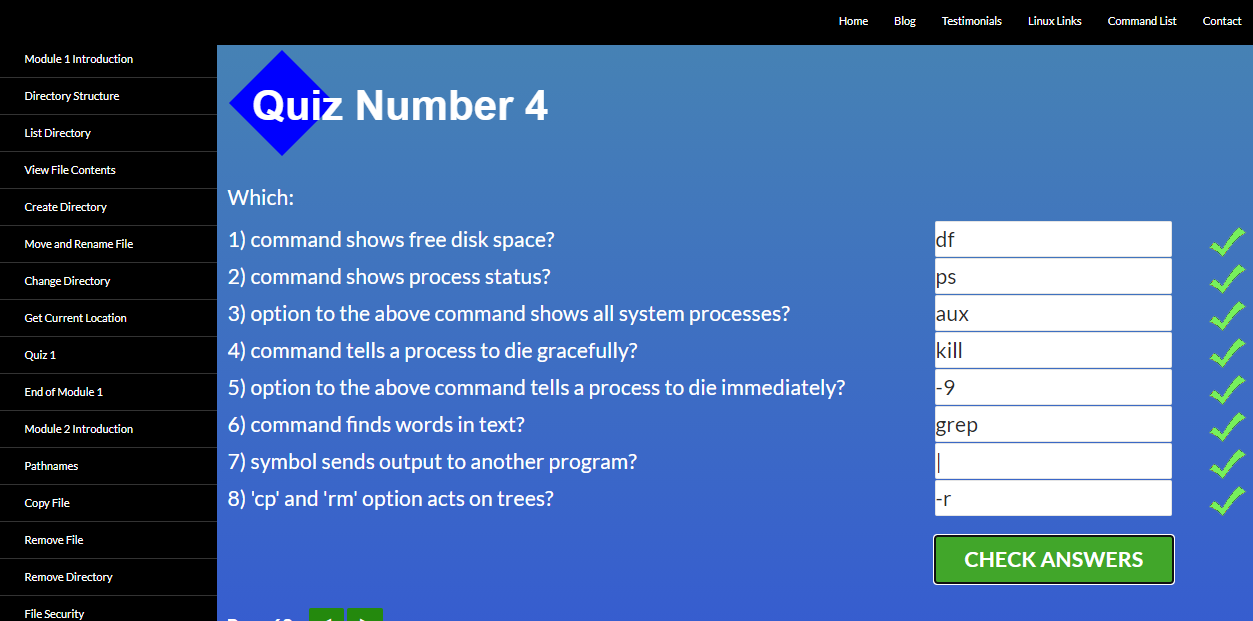 Home Blog Testimonials Linux Links Command List Contact
Module 1 Introduction
Directory Structure
List Directory
View File Contents
Create Directory
Move and Rename File
Change Directory
Get Current Location
Quiz 1
End of Module 1
Module 2 Introduction
Pathnames
Copy File
Remove File
Remove Directory
File Security
Quiz Number 4
Which:
1) command shows free disk space? df
2) command shows process status? ps
3) option to the above command shows all system processes? aux
4) command tells a process to die gracefully? kill
5) option to the above command tells a process to die immediately? -9
6) command finds words in text? grep
7) symbol sends output to another program? |
8) 'cp' and 'rm' option acts on trees? -r
CHECK ANSWERS